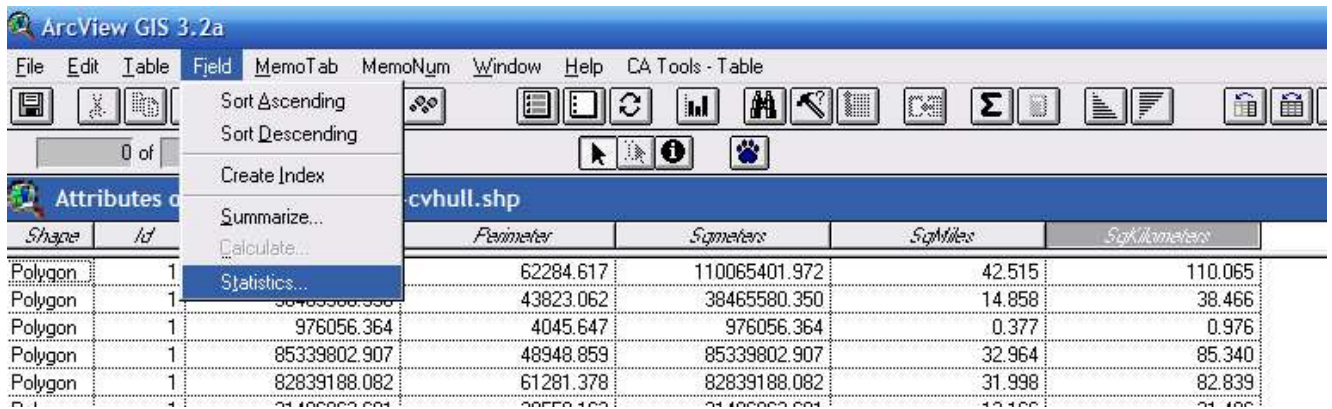 ArcView GIS 3.2a
File Edit Table Field MemoTab MemoNum Window Help CA Tools - Table
Sort Ascending
Sort Descending
0 of
Create Index
Attributes o cvhull.shp
Summarize...
Shape Id Perimeter Sqmeters SqMiles SqKilometers
Calculate...
Polygon 1 62284.617 110065401.972 42.515 110.065
Statistics...
Polygon 1 43823.062 38465580.350 14.858 38.466
Polygon 1 976056.364 4045.647 976056.364 0.377 0.976
Polygon 1 85339802.907 48948.859 85339802.907 32.964 85.340
Polygon 1 82839188.082 61281.378 82839188.082 31.998 82.839